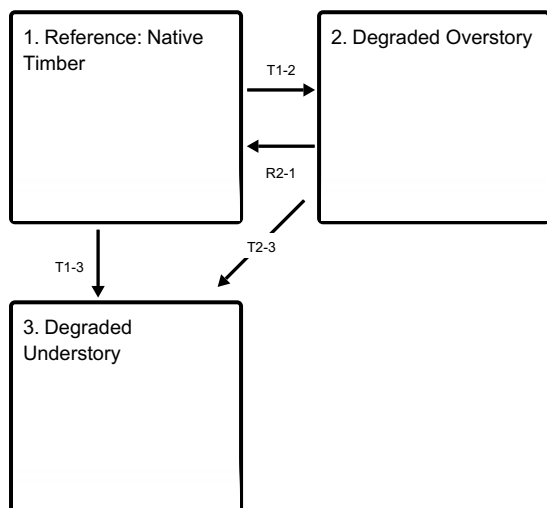 1. Reference: Native
Timber
2. Degraded Overstory
T1-2
R2-1
T1-3
T2-3
3. Degraded
Understory